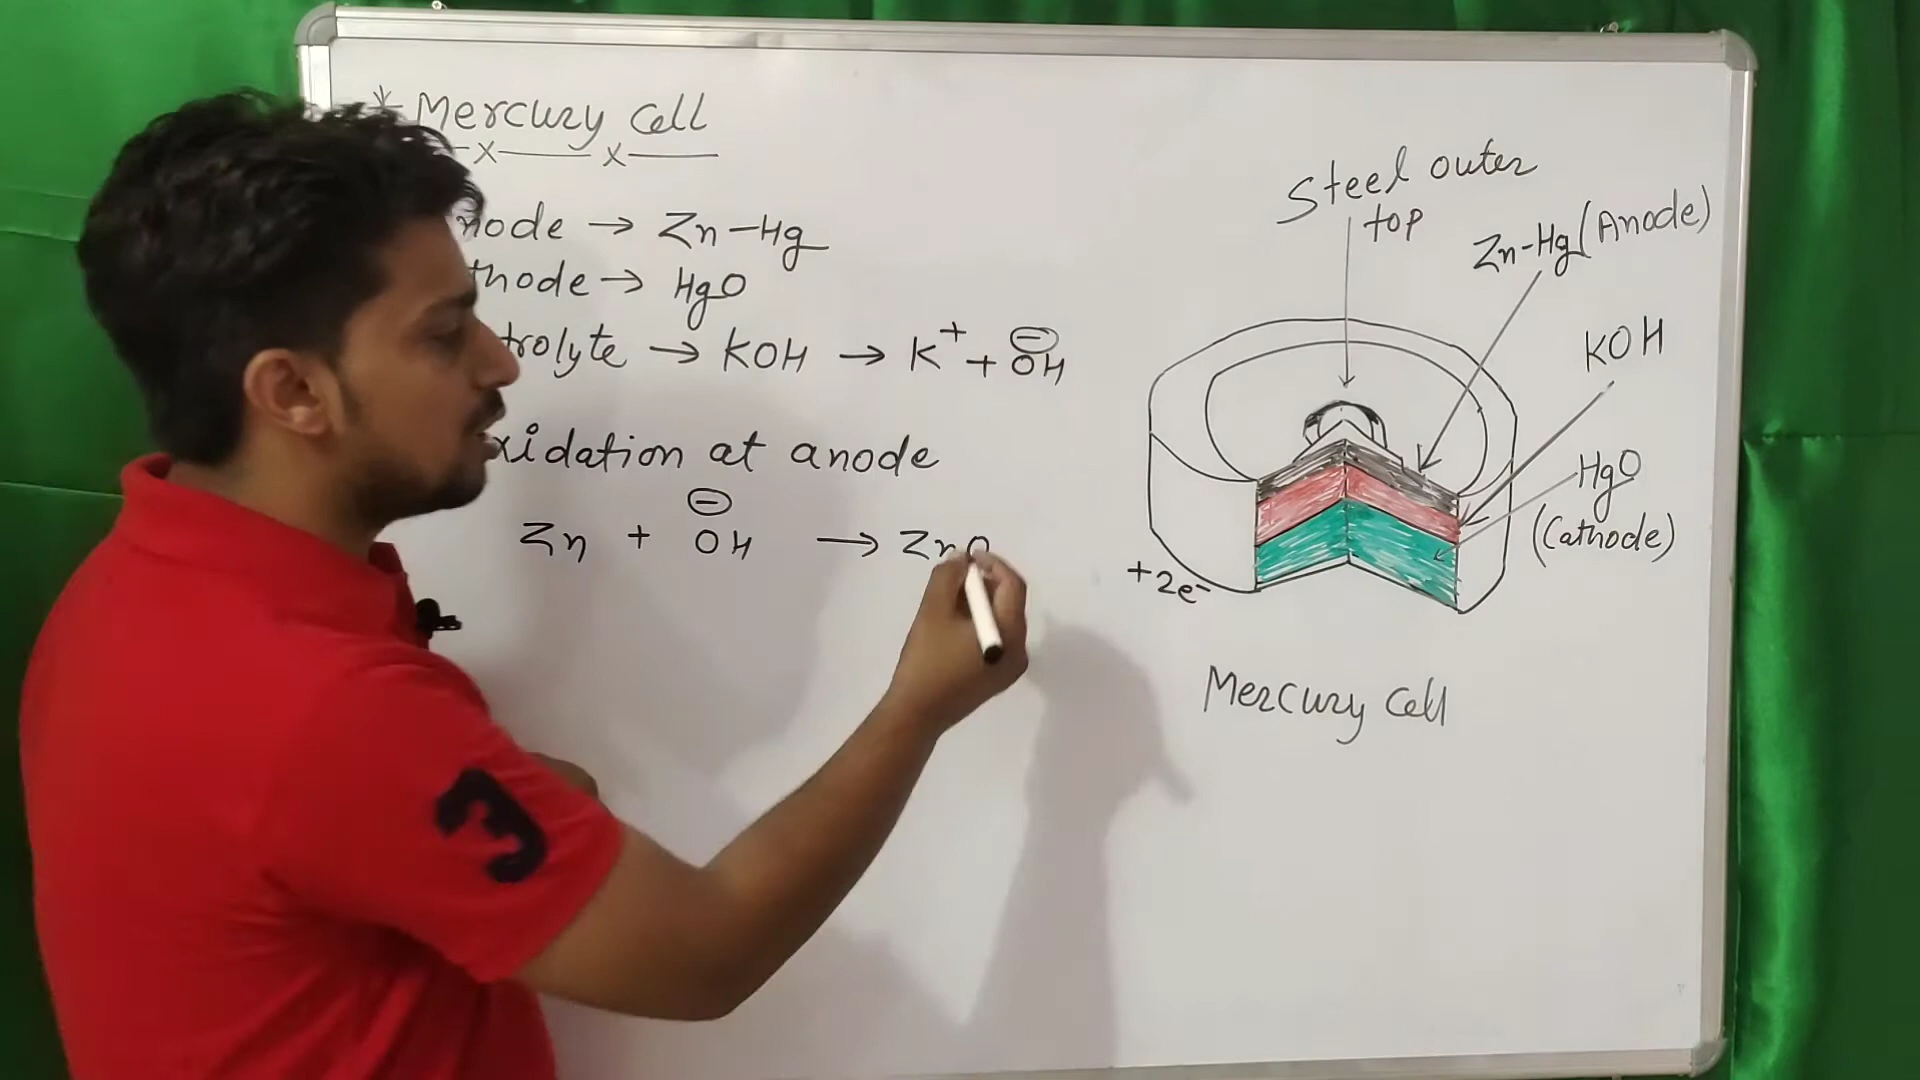 * Mercury Cell
node → Zn-Hg
thode → HgO
trolyte → KOH → K⁺ + OH⁻
xidation at anode
Zn + OH⁻ → ZnO
+2e⁻
Steel outer
top
Zn-Hg (Anode)
KOH
HgO
(Cathode)
Mercury Cell
3